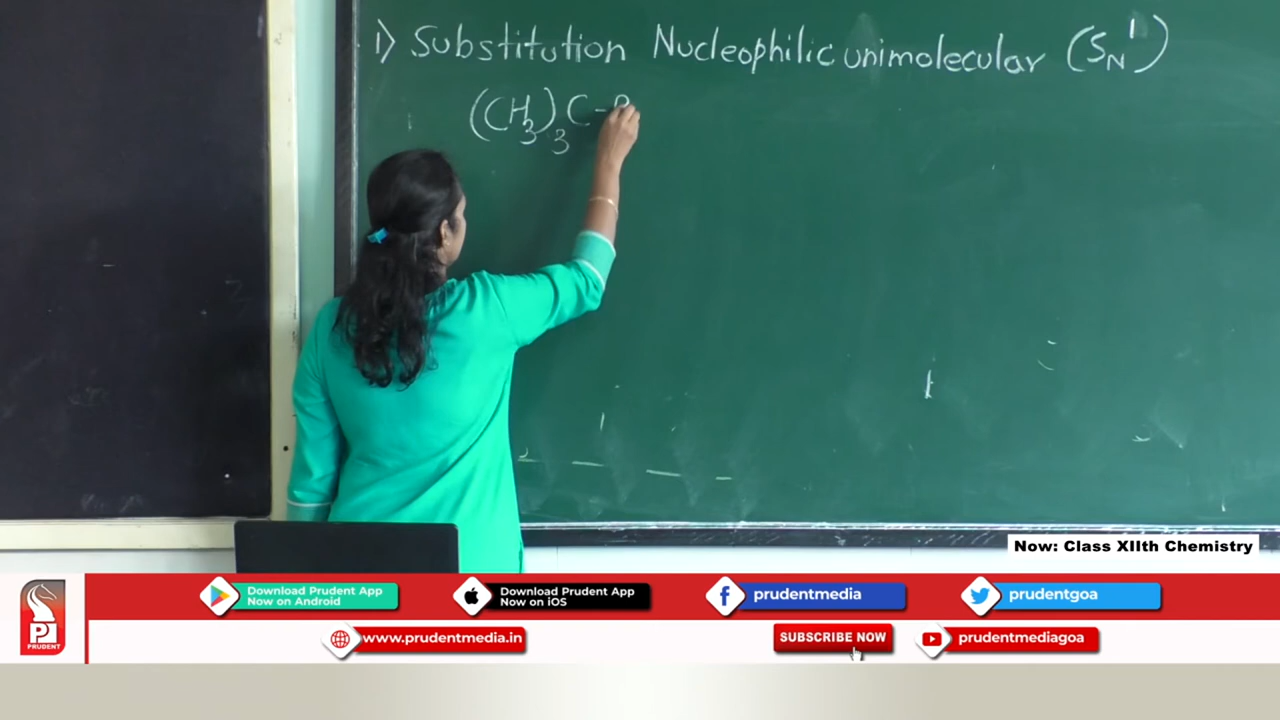 1) Substitution Nucleophilic unimolecular (SN1)
(CH3)3 C-B
Now: Class XIIth Chemistry
Download Prudent App
Now on Android
Download Prudent App
Now on iOS
prudentmedia
prudentgoa
PRUDENT
www.prudentmedia.in
SUBSCRIBE NOW
prudentmediagoa